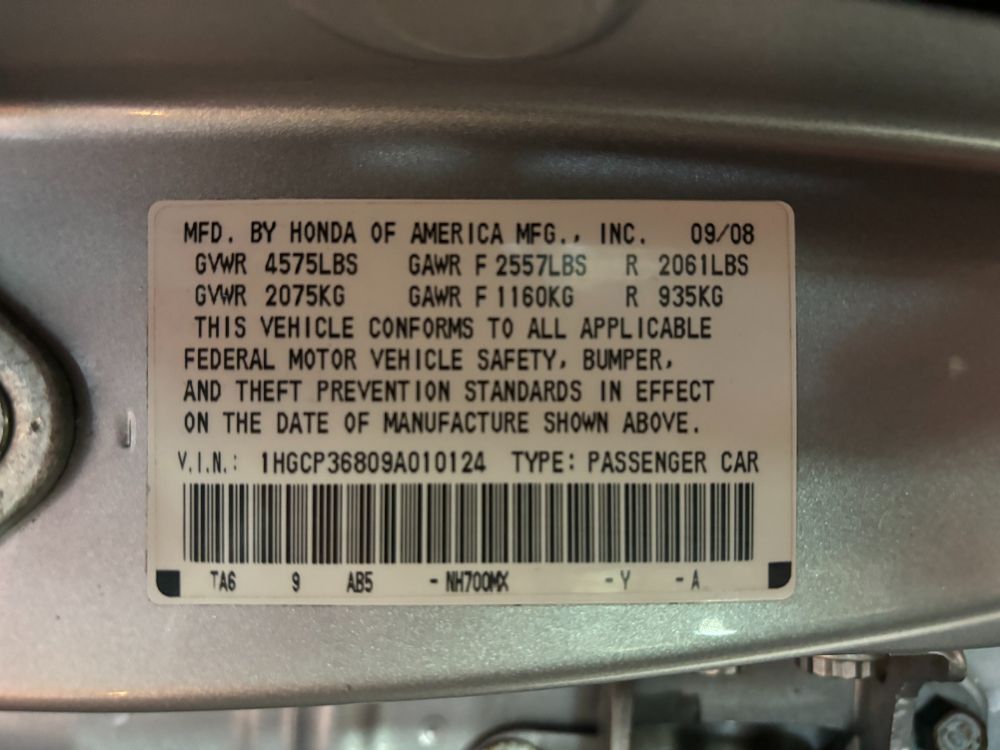 MFD. BY HONDA OF AMERICA MFG., INC. 09/08
GVWR 4575LBS GAWR F 2557LBS R 2061LBS
GVWR 2075KG GAWR F 1160KG R 935KG
THIS VEHICLE CONFORMS TO ALL APPLICABLE
FEDERAL MOTOR VEHICLE SAFETY, BUMPER,
AND THEFT PREVENTION STANDARDS IN EFFECT
ON THE DATE OF MANUFACTURE SHOWN ABOVE.
V.I.N.: 1HGCP36809A010124 TYPE: PASSENGER CAR
TA6 9 AB5 - NH700MX - Y - A